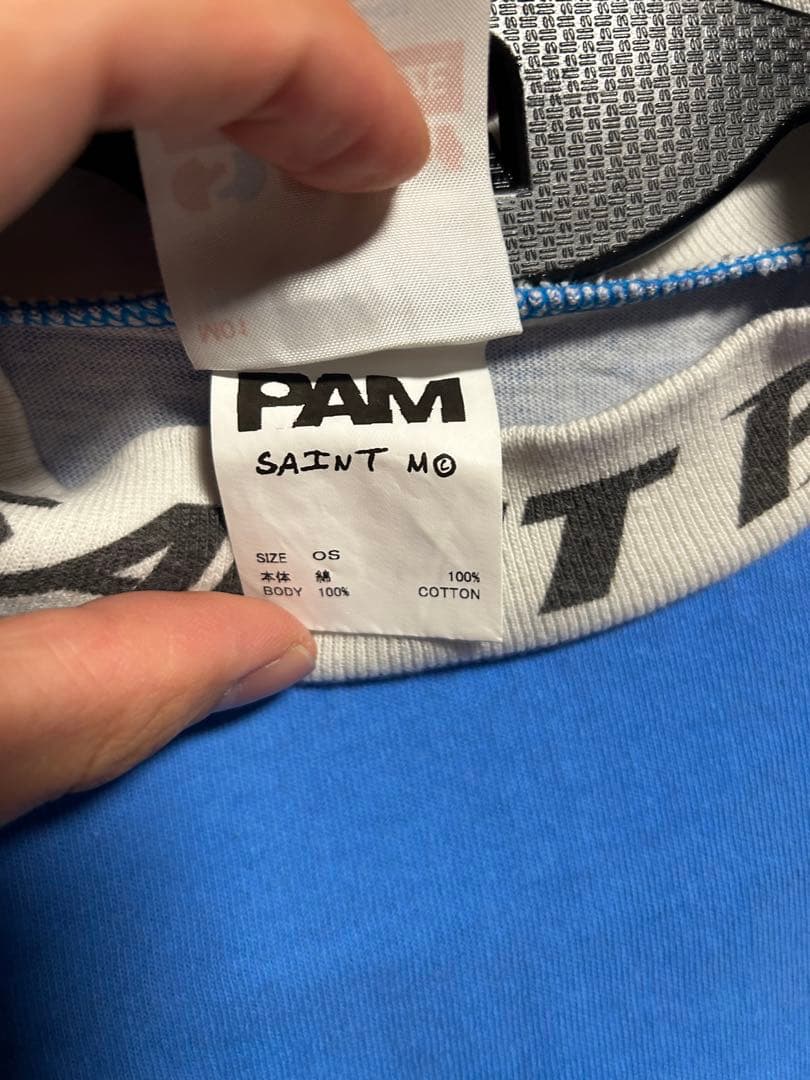 PAM
SAINT M©
SIZE OS
本体 綿 100%
BODY 100% COTTON